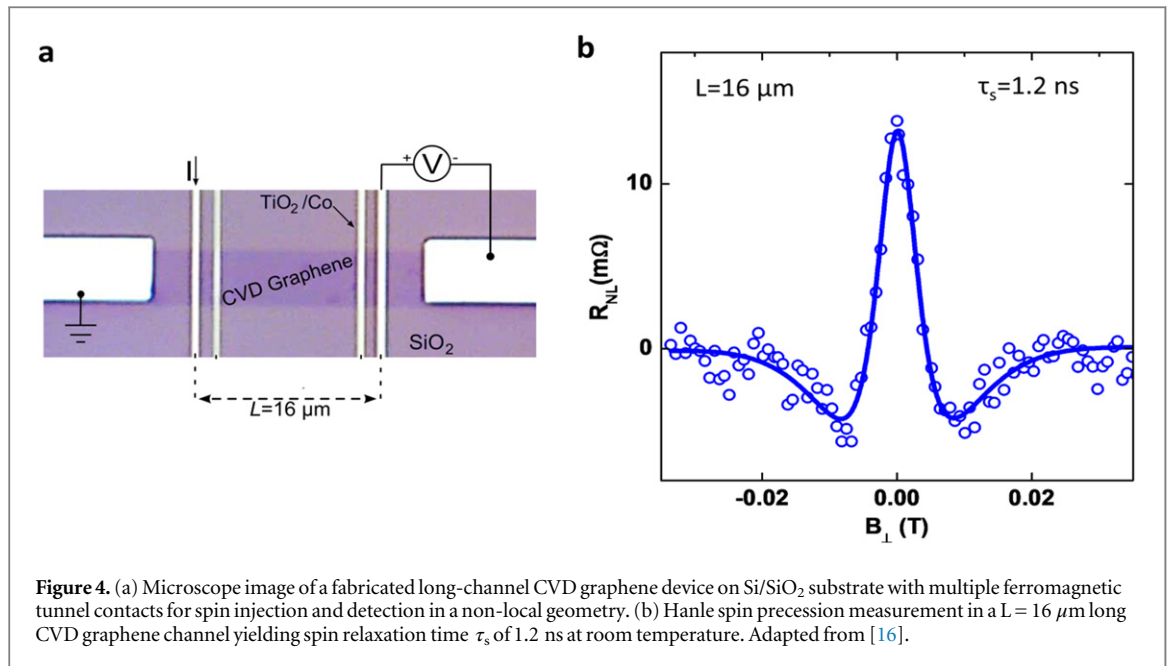 a
I
+ V -
TiO₂/Co
CVD Graphene
SiO₂
L=16 µm
b
L=16 µm
τₛ=1.2 ns
10
0
R_NL(mΩ)
-0.02 0.00 0.02
B⊥ (T)
Figure 4. (a) Microscope image of a fabricated long-channel CVD graphene device on Si/SiO₂ substrate with multiple ferromagnetic
tunnel contacts for spin injection and detection in a non-local geometry. (b) Hanle spin precession measurement in a L = 16 μm long
CVD graphene channel yielding spin relaxation time τₛ of 1.2 ns at room temperature. Adapted from [16].